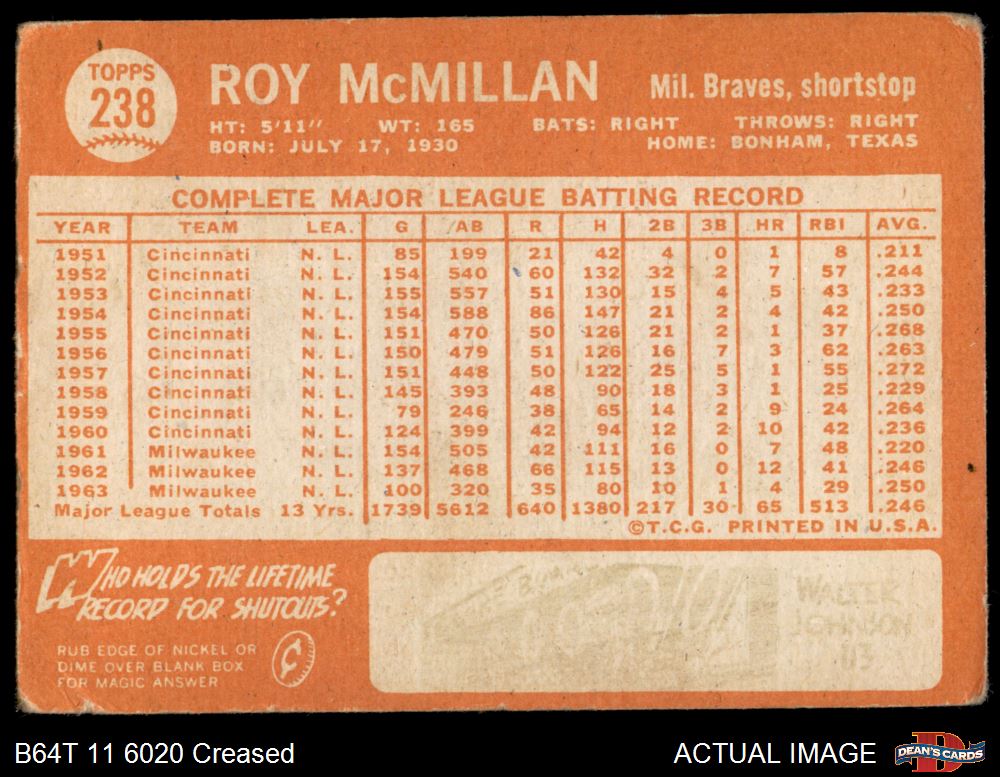 TOPPS
238
ROY McMILLAN
Mil. Braves, shortstop
HT: 5'11" WT: 165 BATS: RIGHT THROWS: RIGHT
BORN: JULY 17, 1930 HOME: BONHAM, TEXAS
COMPLETE MAJOR LEAGUE BATTING RECORD
YEAR TEAM LEA. G AB R H 2B 3B HR RBI AVG.
1951 Cincinnati N. L. 85 199 21 42 4 0 1 8 .211
1952 Cincinnati N. L. 154 540 60 132 32 2 7 57 .244
1953 Cincinnati N. L. 155 557 51 130 15 4 5 43 .233
1954 Cincinnati N. L. 154 588 86 147 21 2 4 42 .250
1955 Cincinnati N. L. 151 470 50 126 21 2 1 37 .268
1956 Cincinnati N. L. 150 479 51 126 16 7 3 62 .263
1957 Cincinnati N. L. 151 448 50 122 25 5 1 55 .272
1958 Cincinnati N. L. 145 393 48 90 18 3 1 25 .229
1959 Cincinnati N. L. 79 246 38 65 14 2 9 24 .264
1960 Cincinnati N. L. 124 399 42 94 12 2 10 42 .236
1961 Milwaukee N. L. 154 505 42 111 16 0 7 48 .220
1962 Milwaukee N. L. 137 468 66 115 13 0 12 41 .246
1963 Milwaukee N. L. 100 320 35 80 10 1 4 29 .250
Major League Totals 13 Yrs. 1739 5612 640 1380 217 30 65 513 .246
©T.C.G. PRINTED IN U.S.A.
WHO HOLDS THE LIFETIME
RECORD FOR SHUTOUTS?
RUB EDGE OF NICKEL OR
DIME OVER BLANK BOX
FOR MAGIC ANSWER
¢
WALTER
JOHNSON
113
B64T 11 6020 Creased
ACTUAL IMAGE
DEAN'S CARDS